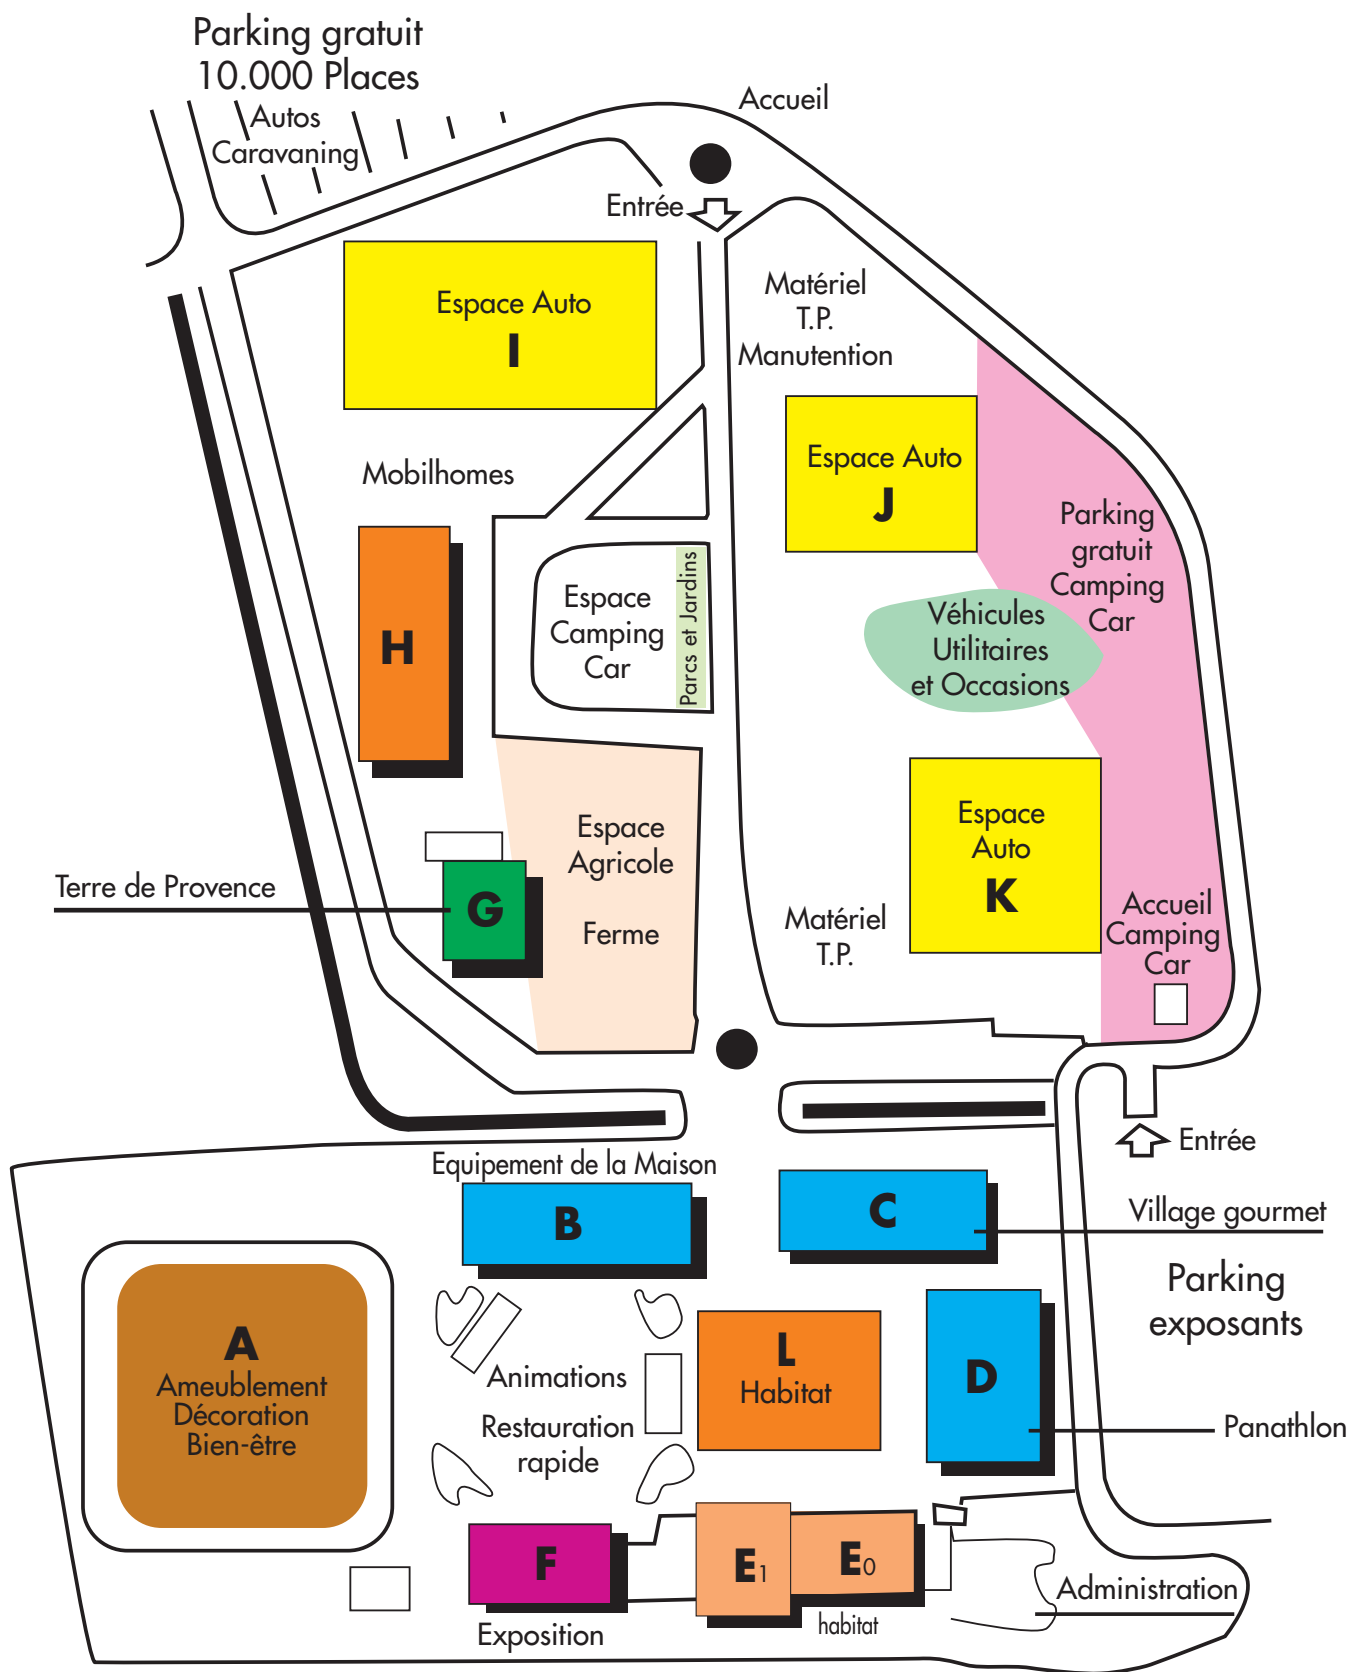 Parking gratuit
10.000 Places
Autos
Caravaning
Accueil
Entrée
Espace Auto
I
Matériel
T.P.
Manutention
Espace Auto
J
Mobilhomes
H
Espace
Camping
Car
Parcs et Jardins
Parking
gratuit
Camping
Car
Véhicules
Utilitaires
et Occasions
Espace
Agricole
Ferme
Espace
Auto
K
Terre de Provence
G
Matériel
T.P.
Accueil
Camping
Car
Entrée
Equipement de la Maison
B
C
Village gourmet
Parking
exposants
A
Ameublement
Décoration
Bien-être
Animations
Restauration
rapide
L
Habitat
D
Panathlon
F
Exposition
E1
E0
habitat
Administration